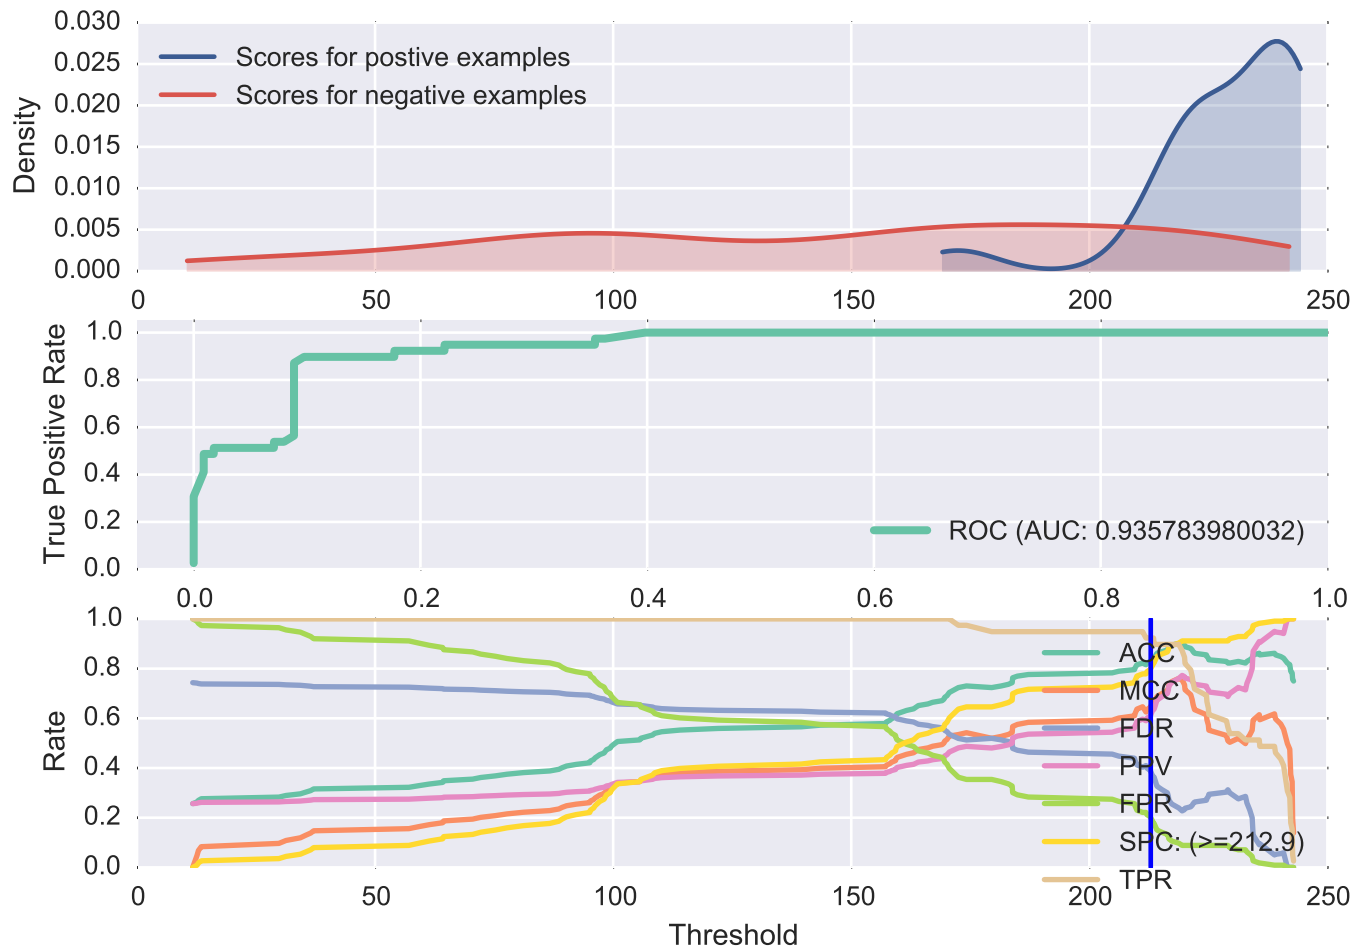 0.030
0.025
0.020
0.015
0.010
0.005
0.000
Density
Scores for postive examples
Scores for negative examples
0 50 100 150 200 250
1.0
0.8
0.6
0.4
0.2
0.0
True Positive Rate
ROC (AUC: 0.935783980032)
0.0 0.2 0.4 0.6 0.8 1.0
1.0
0.8
0.6
0.4
0.2
0.0
Rate
ACC
MCC
FDR
PPV
FPR
SPC: (>=212.9)
TPR
0 50 100 150 200 250
Threshold